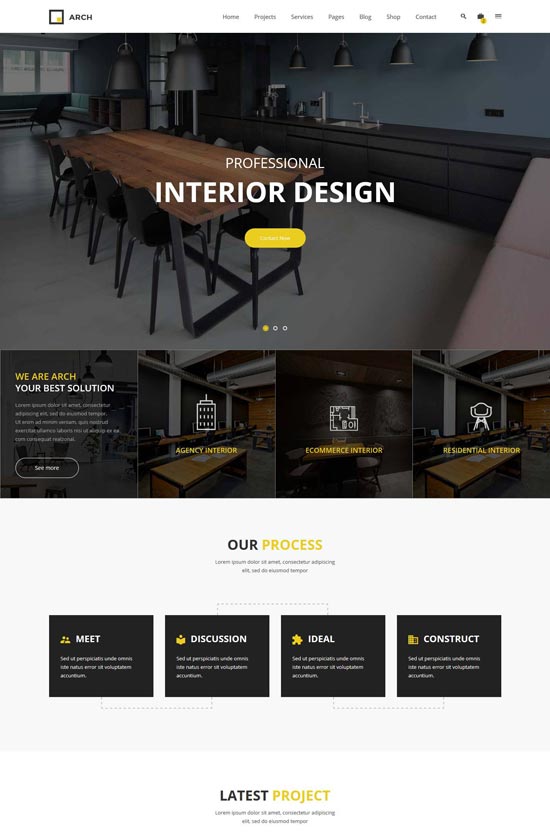 ARCH
Home Projects Services Pages Blog Shop Contact
PROFESSIONAL
INTERIOR DESIGN
Contact Now
WE ARE ARCH
YOUR BEST SOLUTION
Lorem ipsum dolor sit amet, consectetur
adipiscing elit, sed do eiusmod tempor.
Ut enim ad minim veniam, quis nostrud
exercitat ullamco laboris nisi ut aliquip ex ex
com consequat reational.
See more
AGENCY INTERIOR
ECOMMERCE INTERIOR
RESIDENTIAL INTERIOR
OUR PROCESS
Lorem ipsum dolor sit amet, consectetur adipiscing
elit, sed do eiusmod tempor
MEET
Sed ut perspiciatis unde omnis
iste natus error sit voluptatem
accuntium.
DISCUSSION
Sed ut perspiciatis unde omnis
iste natus error sit voluptatem
accuntium.
IDEAL
Sed ut perspiciatis unde omnis
iste natus error sit voluptatem
accuntium.
CONSTRUCT
Sed ut perspiciatis unde omnis
iste natus error sit voluptatem
accuntium.
LATEST PROJECT
Lorem ipsum dolor sit amet, consectetur adipiscing
elit, sed do eiusmod tempor